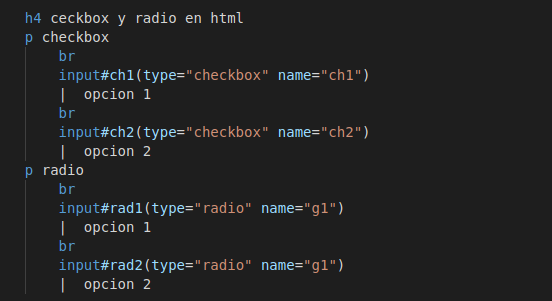 h4 ceckbox y radio en html
p checkbox
br
input#ch1(type="checkbox" name="ch1")
| opcion 1
br
input#ch2(type="checkbox" name="ch2")
| opcion 2
p radio
br
input#rad1(type="radio" name="g1")
| opcion 1
br
input#rad2(type="radio" name="g1")
| opcion 2